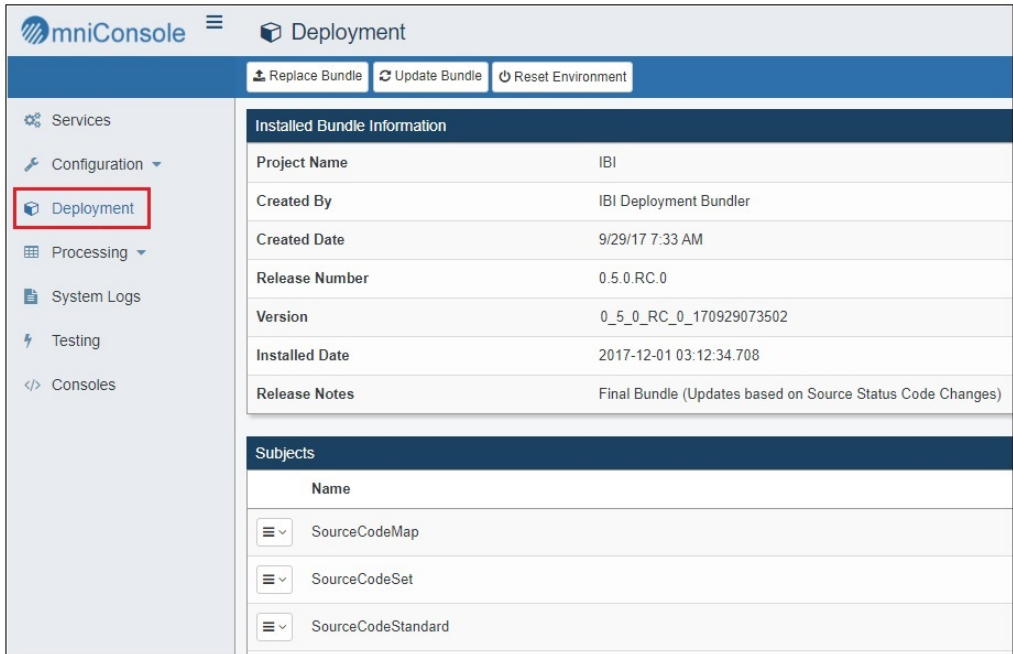 OmniConsole
Deployment
Replace Bundle Update Bundle Reset Environment
Services
Configuration
Deployment
Processing
System Logs
Testing
Consoles
Installed Bundle Information
Project Name IBI
Created By IBI Deployment Bundler
Created Date 9/29/17 7:33 AM
Release Number 0.5.0.RC.0
Version 0_5_0_RC_0_170929073502
Installed Date 2017-12-01 03:12:34.708
Release Notes Final Bundle (Updates based on Source Status Code Changes)
Subjects
Name
SourceCodeMap
SourceCodeSet
SourceCodeStandard